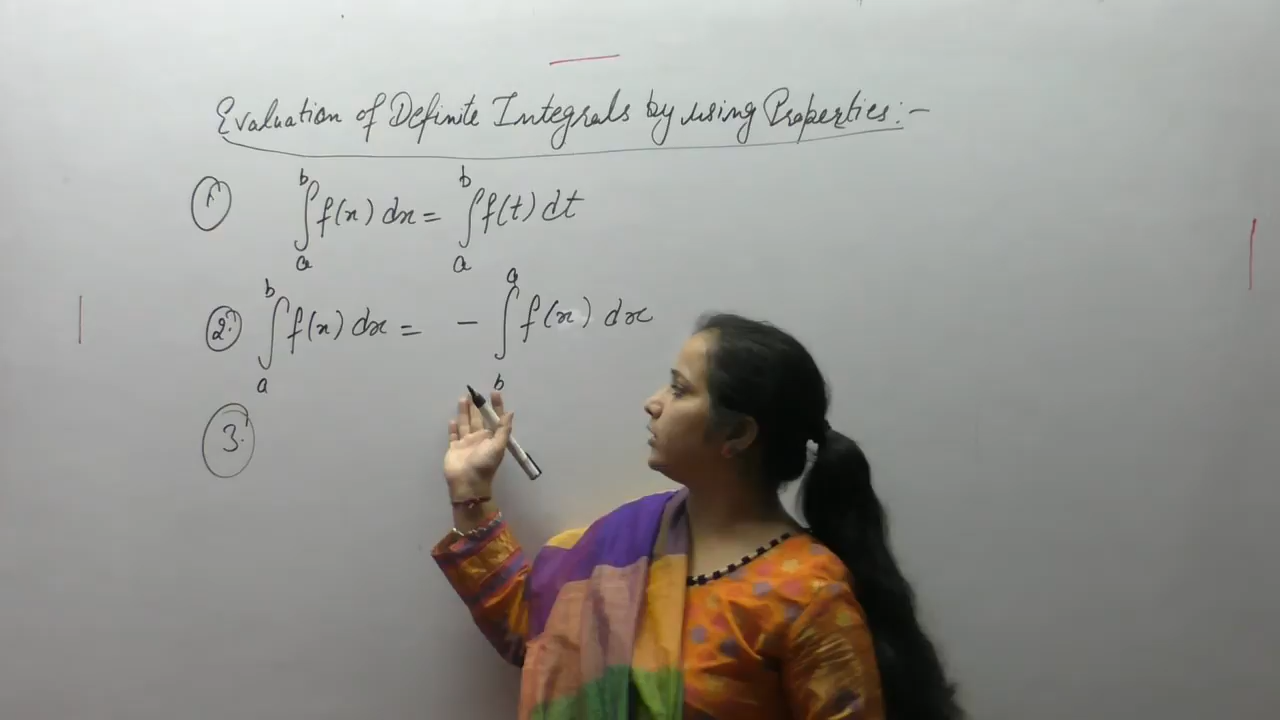 Evaluation of Definite Integrals by using Properties:-
1. ∫_a^b f(x) dx = ∫_a^b f(t) dt
2. ∫_a^b f(x) dx = - ∫_b^a f(x) dx
3.